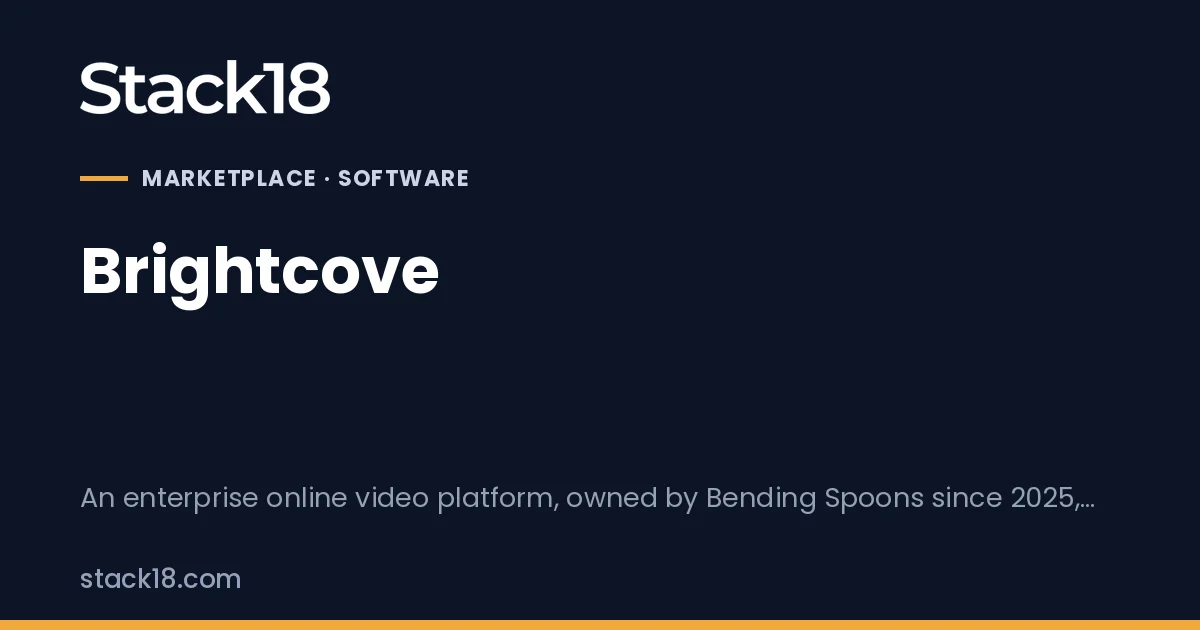 Stack18
MARKETPLACE · SOFTWARE
Brightcove
An enterprise online video platform, owned by Bending Spoons since 2025,...
stack18.com